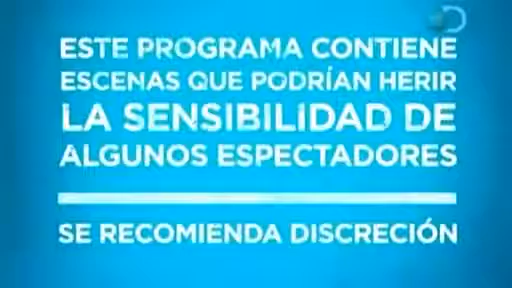 ESTE PROGRAMA CONTIENE
ESCENAS QUE PODRÍAN HERIR
LA SENSIBILIDAD DE
ALGUNOS ESPECTADORES
SE RECOMIENDA DISCRECIÓN